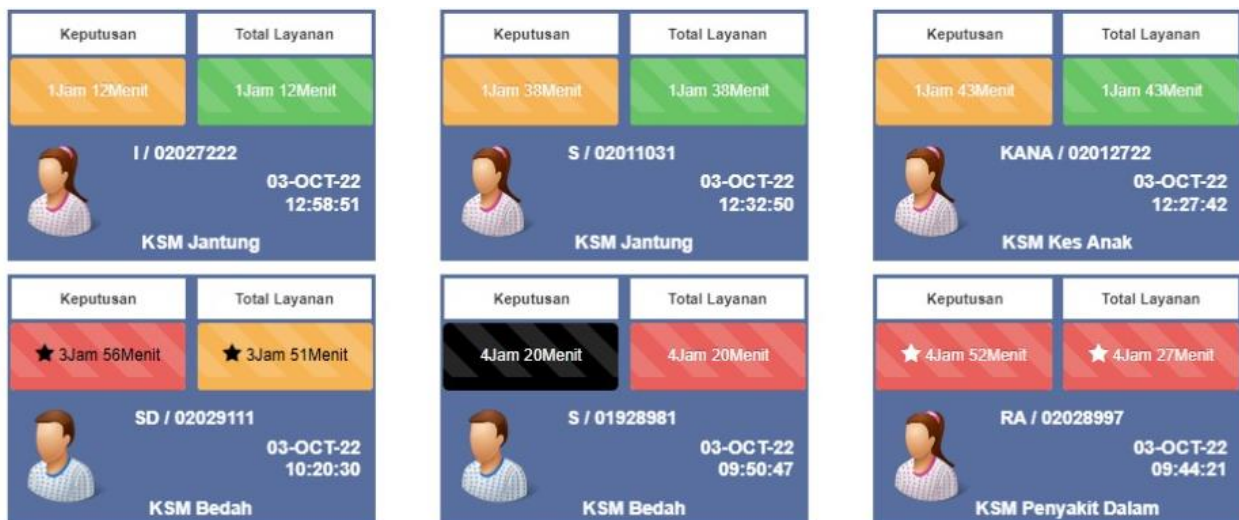 Keputusan Total Layanan
1Jam 12Menit 1Jam 12Menit
I / 02027222
03-OCT-22
12:58:51
KSM Jantung
Keputusan Total Layanan
1Jam 38Menit 1Jam 38Menit
S / 02011031
03-OCT-22
12:32:50
KSM Jantung
Keputusan Total Layanan
1Jam 43Menit 1Jam 43Menit
KANA / 02012722
03-OCT-22
12:27:42
KSM Kes Anak
Keputusan Total Layanan
3Jam 56Menit 3Jam 51Menit
SD / 02029111
03-OCT-22
10:20:30
KSM Bedah
Keputusan Total Layanan
4Jam 20Menit 4Jam 20Menit
S / 01928981
03-OCT-22
09:50:47
KSM Bedah
Keputusan Total Layanan
4Jam 52Menit 4Jam 27Menit
RA / 02028997
03-OCT-22
09:44:21
KSM Penyakit Dalam